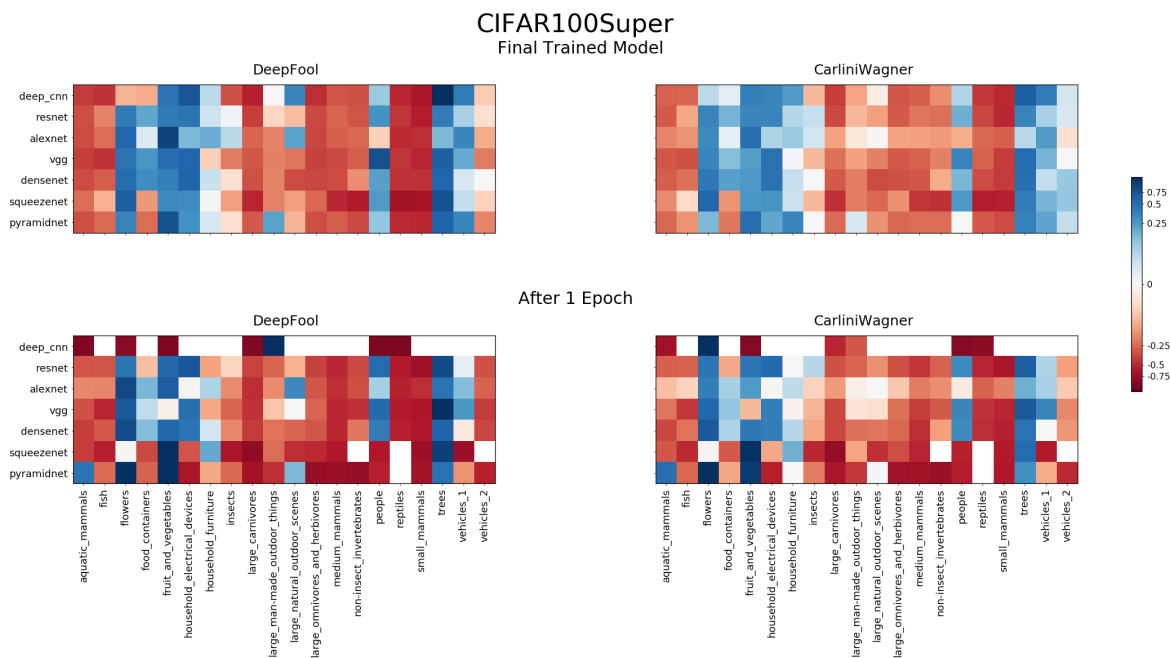 CIFAR100Super
Final Trained Model
DeepFool
CarliniWagner
deep_cnn
resnet
alexnet
vgg
densenet
squeezenet
pyramidnet
0.75
0.25
0
-0.25
-0.75
After 1 Epoch
DeepFool
CarliniWagner
deep_cnn
resnet
alexnet
vgg
densenet
squeezenet
pyramidnet
aquatic_mammals
fish
flowers
food_containers
fruit_and_vegetables
household_electrical_devices
household_furniture
insects
large_carnivores
large_man-made_outdoor_things
large_natural_outdoor_scenes
large_omnivores_and_herbivores
medium_mammals
non-insect_invertebrates
people
reptiles
small_mammals
trees
vehicles_1
vehicles_2
aquatic_mammals
fish
flowers
food_containers
fruit_and_vegetables
household_electrical_devices
household_furniture
insects
large_carnivores
large_man-made_outdoor_things
large_natural_outdoor_scenes
large_omnivores_and_herbivores
medium_mammals
non-insect_invertebrates
people
reptiles
small_mammals
trees
vehicles_1
vehicles_2